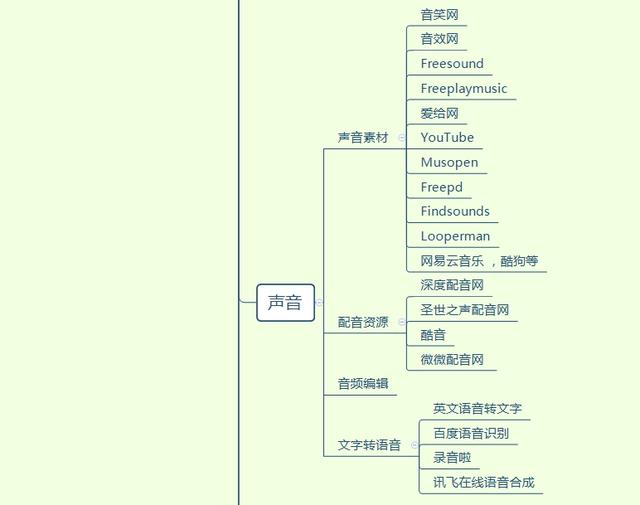 声音
声音素材
音笑网
音效网
Freesound
Freeplaymusic
爱给网
YouTube
Musopen
Freepd
Findsounds
Looperman
网易云音乐 ，酷狗等
配音资源
深度配音网
圣世之声配音网
酷音
微微配音网
音频编辑
文字转语音
英文语音转文字
百度语音识别
录音啦
讯飞在线语音合成